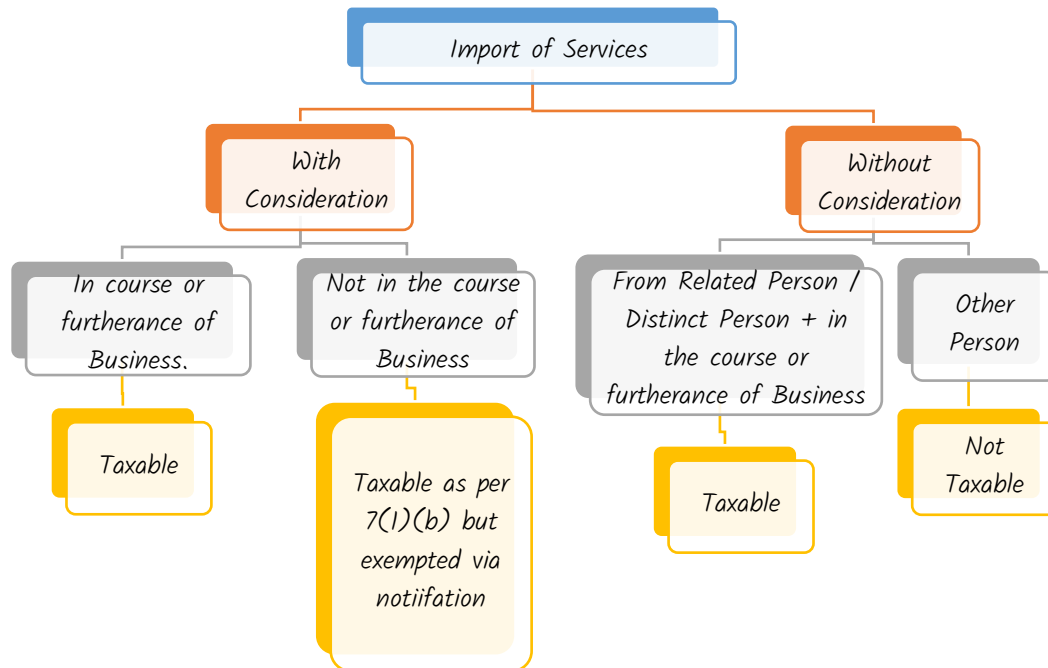 Import of Services
With
Consideration
Without
Consideration
In course or
furtherance of
Business.
Not in the course
or furtherance of
Business
From Related Person /
Distinct Person + in
the course or
furtherance of Business
Other
Person
Taxable
Taxable as per
7(1)(b) but
exempted via
notiifation
Taxable
Not
Taxable